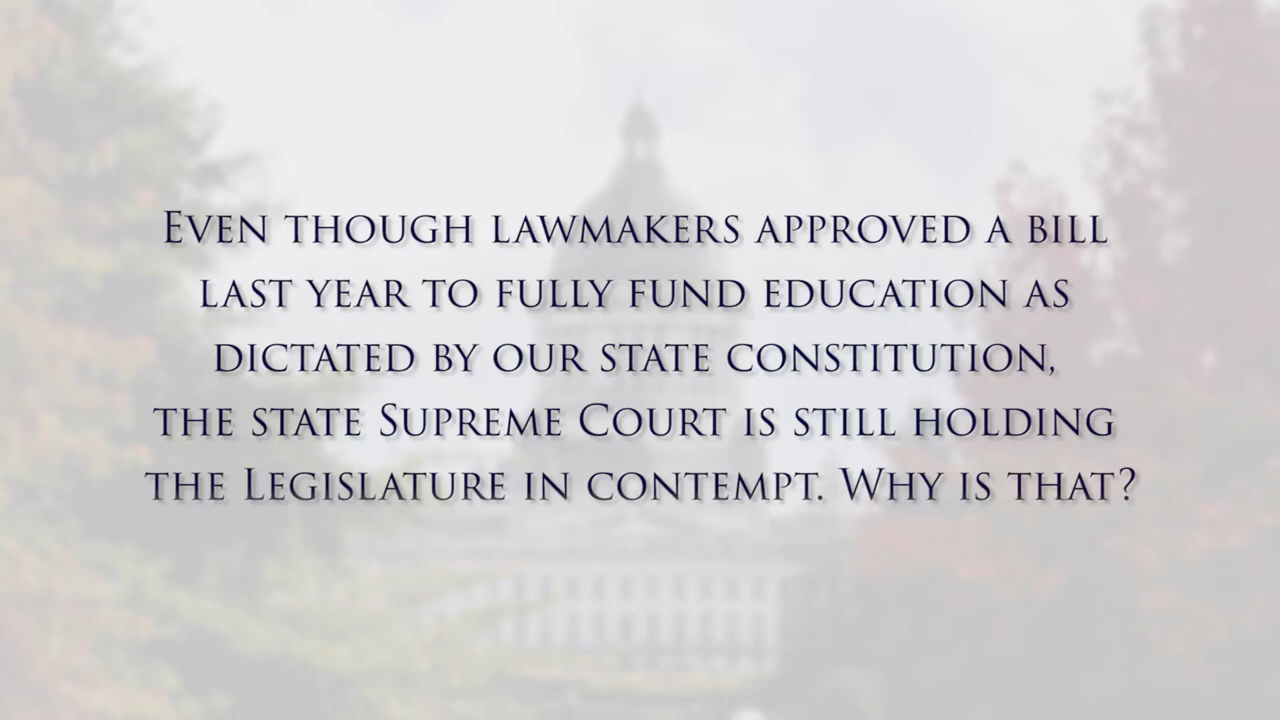 Even though lawmakers approved a bill
last year to fully fund education as
dictated by our state constitution,
the state Supreme Court is still holding
the Legislature in contempt. Why is that?